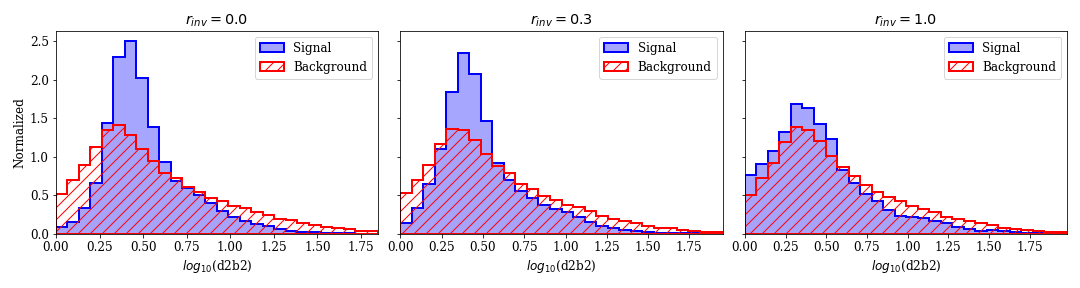 r_inv = 0.0
Signal
Background
Normalized
2.5
2.0
1.5
1.0
0.5
0.0
0.00 0.25 0.50 0.75 1.00 1.25 1.50 1.75
log10(d2b2)
r_inv = 0.3
Signal
Background
0.00 0.25 0.50 0.75 1.00 1.25 1.50 1.75
log10(d2b2)
r_inv = 1.0
Signal
Background
0.00 0.25 0.50 0.75 1.00 1.25 1.50 1.75
log10(d2b2)